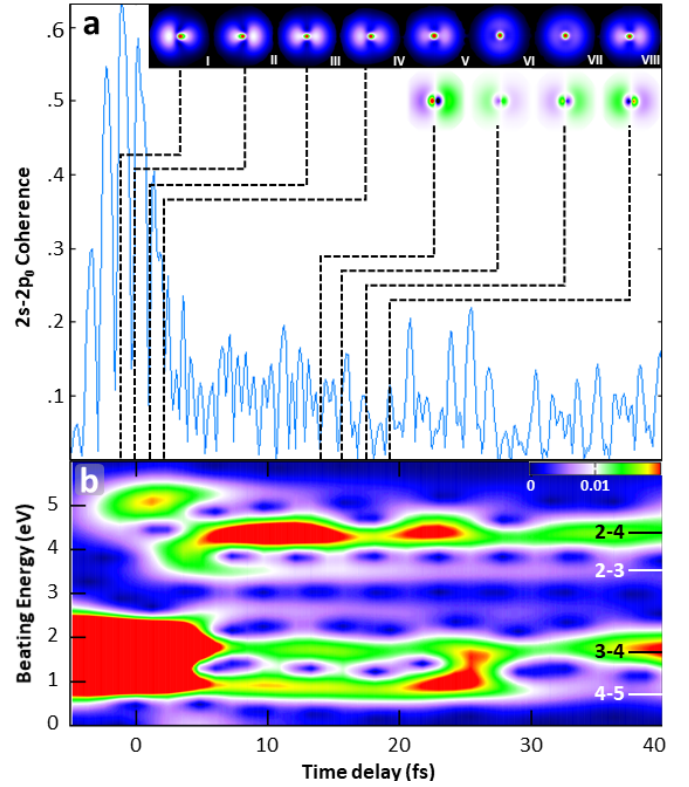 a
I II III IV V VI VII VIII
.6
.5
.4
.3
.2
.1
2s-2p₀ Coherence
b
0 0.01
5
4
3
2
1
0
Beating Energy (eV)
2-4
2-3
3-4
4-5
0 10 20 30 40
Time delay (fs)